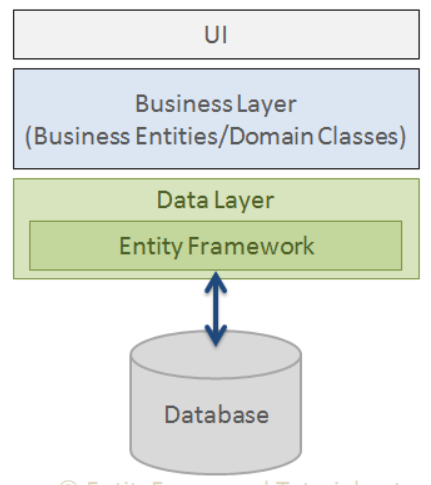 UI
Business Layer
(Business Entities/Domain Classes)
Data Layer
Entity Framework
Database